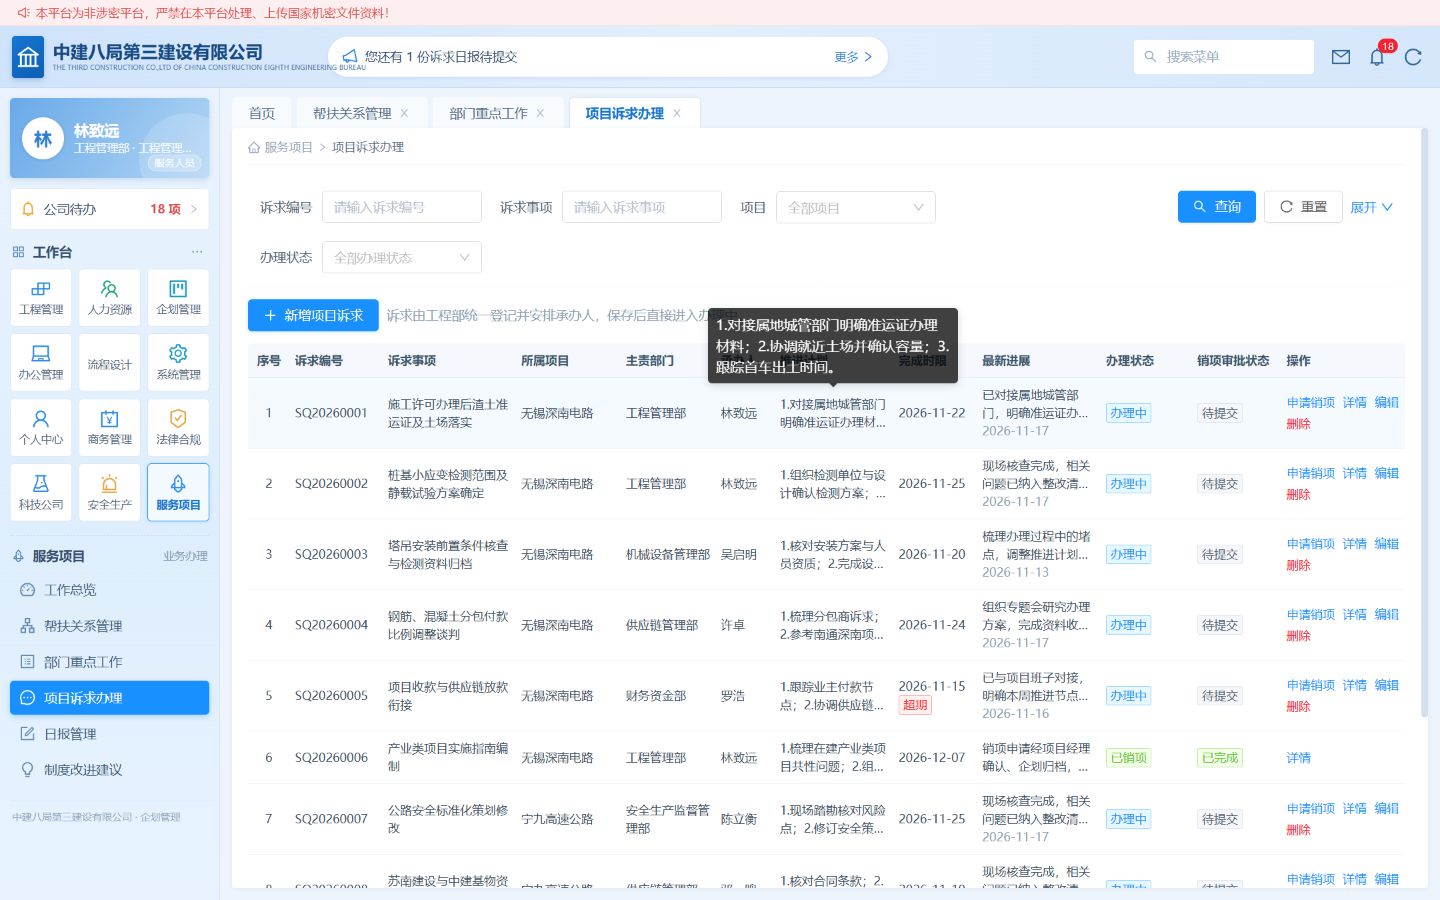 本平台为非涉密平台，严禁在本平台处理、上传国家机密文件资料！
中建八局第三建设有限公司
THE THIRD CONSTRUCTION CO.,LTD OF CHINA CONSTRUCTION EIGHTH ENGINEERING BUREAU
您还有 1 份诉求日报待提交
更多
搜索菜单
18
林
林致远
工程管理部 · 工程管理...
服务人员
公司待办
18 项
工作台
工程管理
人力资源
企划管理
办公管理
流程设计
系统管理
个人中心
商务管理
法律合规
科技公司
安全生产
服务项目
服务项目
业务办理
工作总览
帮扶关系管理
部门重点工作
项目诉求办理
日报管理
制度改进建议
中建八局第三建设有限公司 · 企划管理
首页
帮扶关系管理
部门重点工作
项目诉求办理
服务项目 > 项目诉求办理
诉求编号
请输入诉求编号
诉求事项
请输入诉求事项
项目
全部项目
查询
重置
展开
办理状态
全部办理状态
新增项目诉求
诉求由工程部统一登记并安排承办人，保存后直接进入办
1.对接属地城管部门明确准运证办理
材料；2.协调就近土场并确认容量；3.
跟踪首车出土时间。
序号 诉求编号 诉求事项 所属项目 主责部门 最新进展 办理状态 销项审批状态 操作
1 SQ20260001 施工许可办理后渣土准
运证及土场落实 无锡深南电路 工程管理部 林致远 1.对接属地城管部门
明确准运证办理材... 2026-11-22 已对接属地城管部
门，明确准运证办...
2026-11-17 办理中 待提交 申请销项 详情 编辑
删除
2 SQ20260002 桩基小应变检测范围及
静载试验方案确定 无锡深南电路 工程管理部 林致远 1.组织检测单位与设
计确认检测方案；... 2026-11-25 现场核查完成，相关
问题已纳入整改清...
2026-11-17 办理中 待提交 申请销项 详情 编辑
删除
3 SQ20260003 塔吊安装前置条件核查
与检测资料归档 无锡深南电路 机械设备管理部 吴启明 1.核对安装方案与人
员资质；2.完成设... 2026-11-20 梳理办理过程中的堵
点，调整推进计划...
2026-11-13 办理中 待提交 申请销项 详情 编辑
删除
4 SQ20260004 钢筋、混凝土分包付款
比例调整谈判 无锡深南电路 供应链管理部 许卓 1.梳理分包商诉求；
2.参考南通深南项... 2026-11-24 组织专题会研究办理
方案，完成资料收...
2026-11-17 办理中 待提交 申请销项 详情 编辑
删除
5 SQ20260005 项目收款与供应链放款
衔接 无锡深南电路 财务资金部 罗浩 1.跟踪业主付款节
点；2.协调供应链... 2026-11-15
超期 已与项目班子对接，
明确本周推进节点...
2026-11-16 办理中 待提交 申请销项 详情 编辑
删除
6 SQ20260006 产业类项目实施指南编
制 无锡深南电路 工程管理部 林致远 1.梳理在建产业类项
目共性问题；2.组... 2026-12-07 销项申请经项目经理
确认、企划归档，... 已销项 已完成 详情
7 SQ20260007 公路安全标准化策划修
改 宁九高速公路 安全生产监督管
理部 陈立衡 1.现场踏勘核对风险
点；2.修订安全策... 2026-11-25 现场核查完成，相关
问题已纳入整改清...
2026-11-17 办理中 待提交 申请销项 详情 编辑
删除
苏南建设与中建基物资 1.核对合同条款；2. 现场核查完成，相关 申请销项 详情 编辑